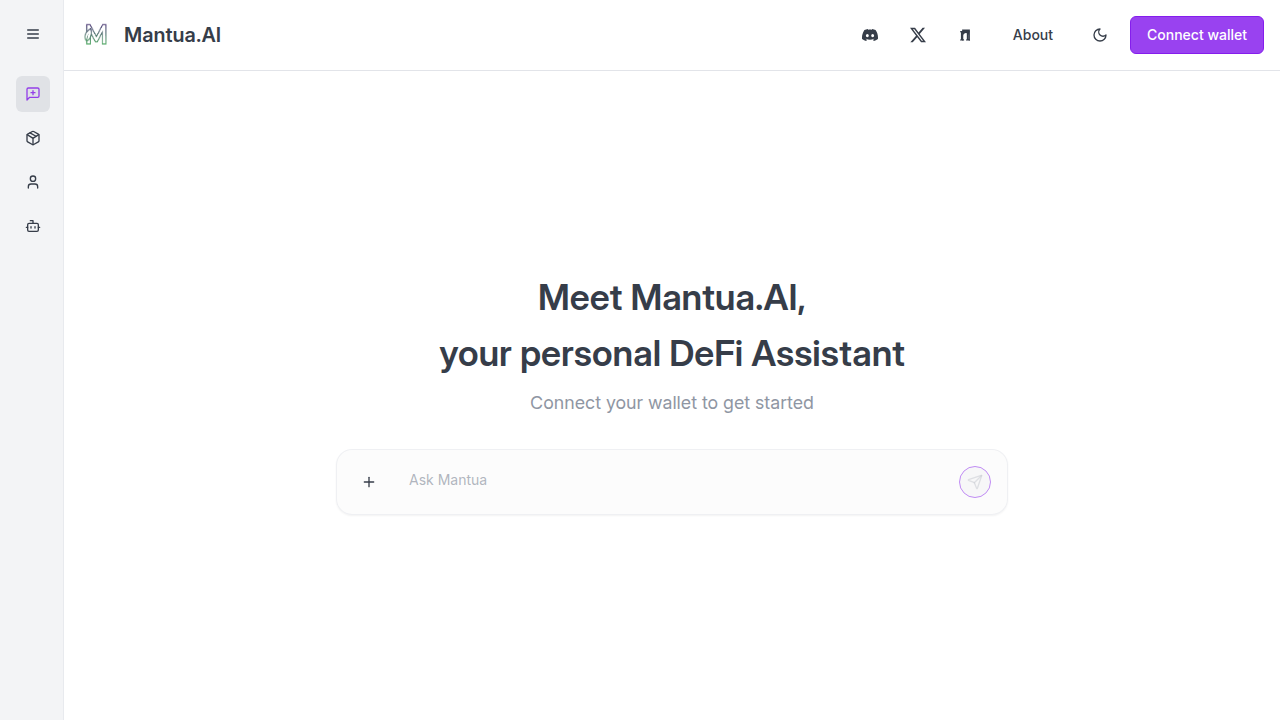 Mantua.AI
About
Connect wallet
Meet Mantua.AI,
your personal DeFi Assistant
Connect your wallet to get started
Ask Mantua